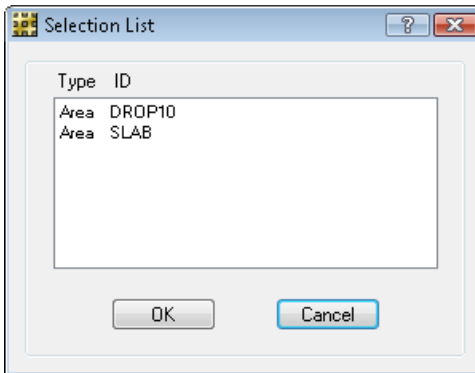 Selection List
Type ID
Area DROP10
Area SLAB
OK Cancel